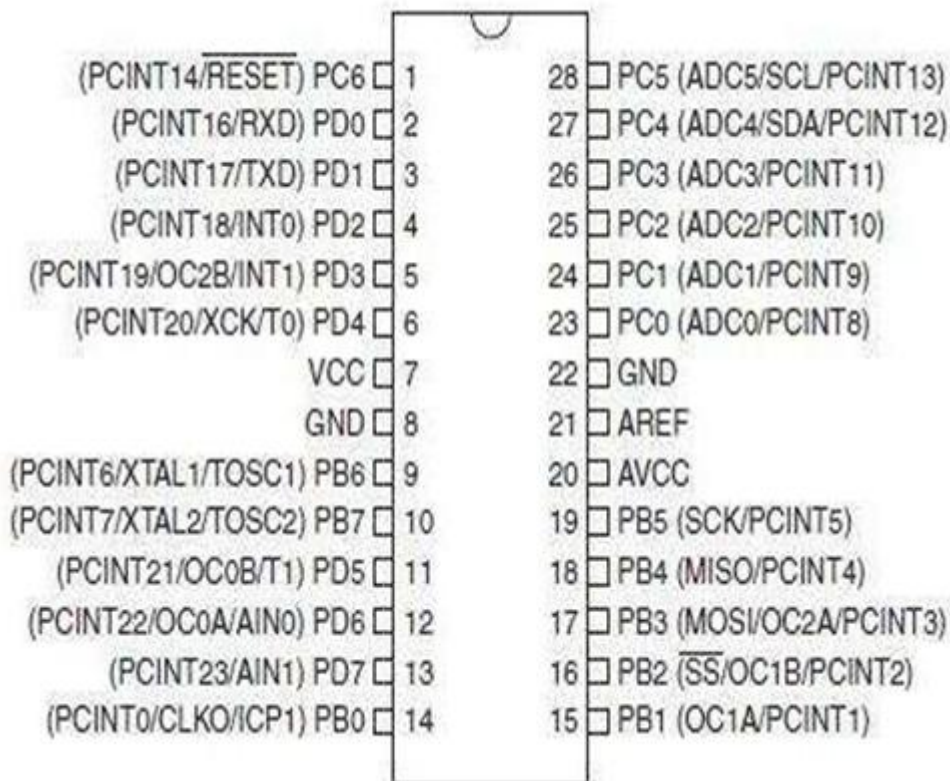 (PCINT14/RESET) PC6 1 28 PC5 (ADC5/SCL/PCINT13)
(PCINT16/RXD) PD0 2 27 PC4 (ADC4/SDA/PCINT12)
(PCINT17/TXD) PD1 3 26 PC3 (ADC3/PCINT11)
(PCINT18/INT0) PD2 4 25 PC2 (ADC2/PCINT10)
(PCINT19/OC2B/INT1) PD3 5 24 PC1 (ADC1/PCINT9)
(PCINT20/XCK/T0) PD4 6 23 PC0 (ADC0/PCINT8)
VCC 7 22 GND
GND 8 21 AREF
(PCINT6/XTAL1/TOSC1) PB6 9 20 AVCC
(PCINT7/XTAL2/TOSC2) PB7 10 19 PB5 (SCK/PCINT5)
(PCINT21/OC0B/T1) PD5 11 18 PB4 (MISO/PCINT4)
(PCINT22/OC0A/AIN0) PD6 12 17 PB3 (MOSI/OC2A/PCINT3)
(PCINT23/AIN1) PD7 13 16 PB2 (SS/OC1B/PCINT2)
(PCINT0/CLKO/ICP1) PB0 14 15 PB1 (OC1A/PCINT1)